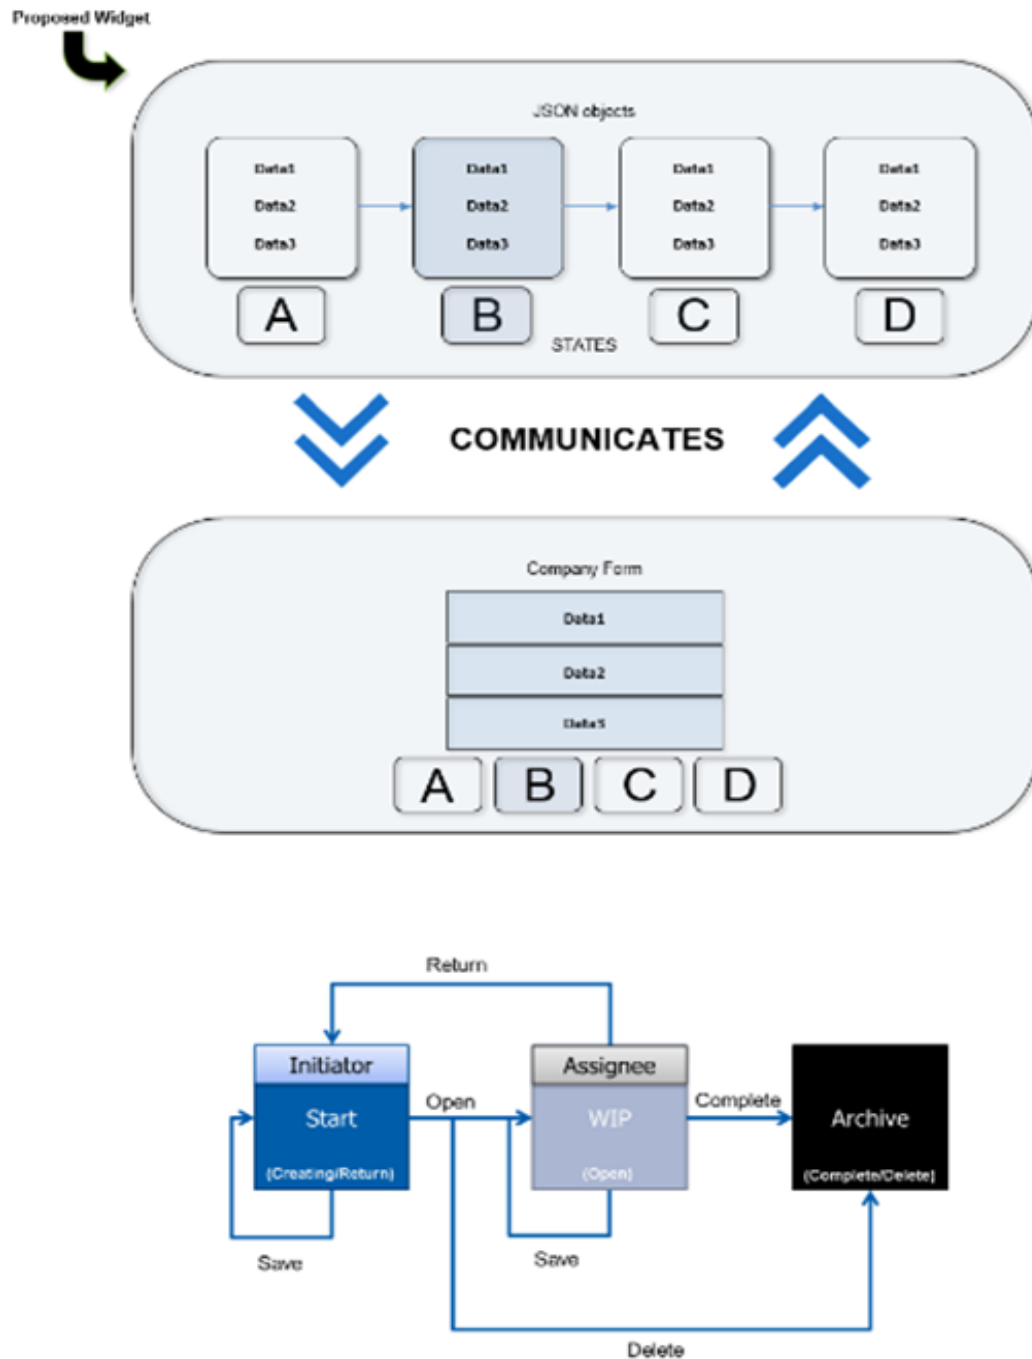 Proposed Widget
JSON objects
Data1
Data2
Data3
Data1
Data2
Data3
Data1
Data2
Data3
Data1
Data2
Data3
A
B
C
D
STATES
COMMUNICATES
Company Form
Data1
Data2
Data3
A
B
C
D
Return
Initiator
Start
(Creating/Return)
Save
Open
Assignee
WIP
(Open)
Save
Complete
Archive
(Complete/Delete)
Delete